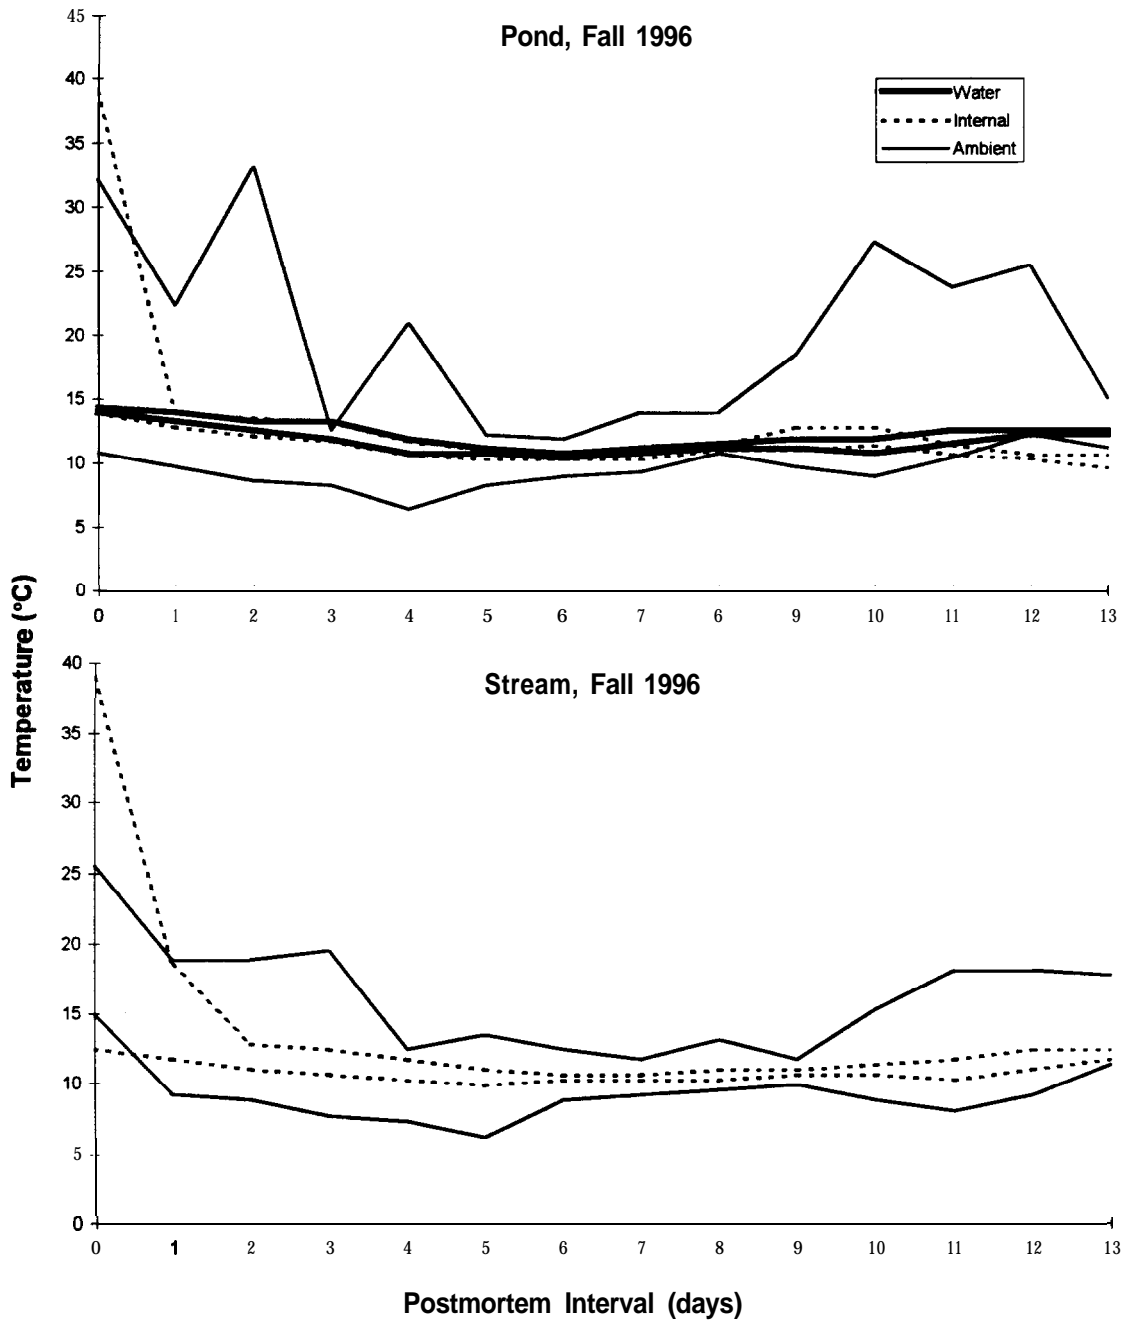 Pond, Fall 1996
45
40
35
30
25
20
15
10
5
0
Water
Internal
Ambient
0 1 2 3 4 5 6 7 8 9 10 11 12 13
Temperature (°C)
Stream, Fall 1996
40
35
30
25
20
15
10
5
0
0 1 2 3 4 5 6 7 8 9 10 11 12 13
Postmortem Interval (days)